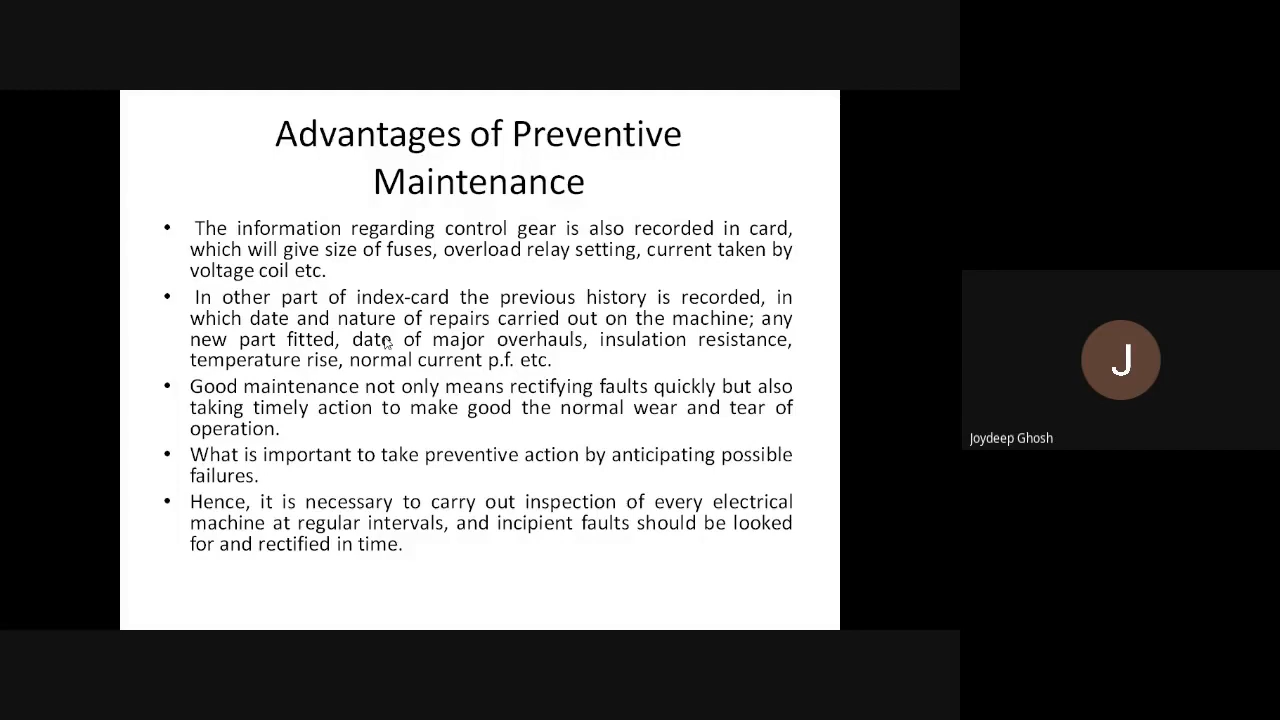 Advantages of Preventive
Maintenance
• The information regarding control gear is also recorded in card,
which will give size of fuses, overload relay setting, current taken by
voltage coil etc.
• In other part of index-card the previous history is recorded, in
which date and nature of repairs carried out on the machine; any
new part fitted, date of major overhauls, insulation resistance,
temperature rise, normal current p.f. etc.
• Good maintenance not only means rectifying faults quickly but also
taking timely action to make good the normal wear and tear of
operation.
• What is important to take preventive action by anticipating possible
failures.
• Hence, it is necessary to carry out inspection of every electrical
machine at regular intervals, and incipient faults should be looked
for and rectified in time.
J
Joydeep Ghosh